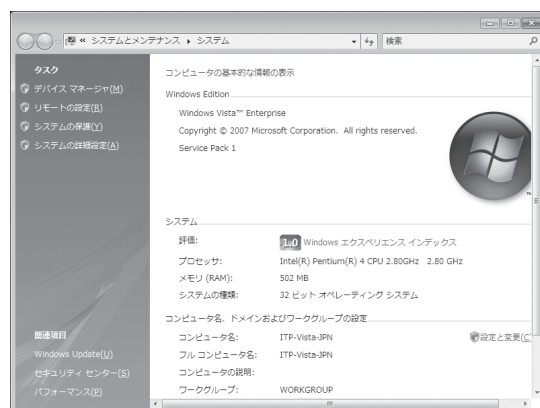 システムとメンテナンス ▸ システム
検索
タスク
デバイス マネージャ(M)
リモートの設定(R)
システムの保護(Y)
システムの詳細設定(A)
コンピュータの基本的な情報の表示
Windows Edition
Windows Vista™ Enterprise
Copyright © 2007 Microsoft Corporation. All rights reserved.
Service Pack 1
システム
評価: 1.0 Windows エクスペリエンス インデックス
プロセッサ: Intel(R) Pentium(R) 4 CPU 2.80GHz 2.80 GHz
メモリ (RAM): 502 MB
システムの種類: 32 ビット オペレーティング システム
コンピュータ名、ドメインおよびワークグループの設定
コンピュータ名: ITP-Vista-JPN 設定と変更(C)
フル コンピュータ名: ITP-Vista-JPN
コンピュータの説明:
ワークグループ: WORKGROUP
関連項目
Windows Update(U)
セキュリティ センター(S)
パフォーマンス(P)